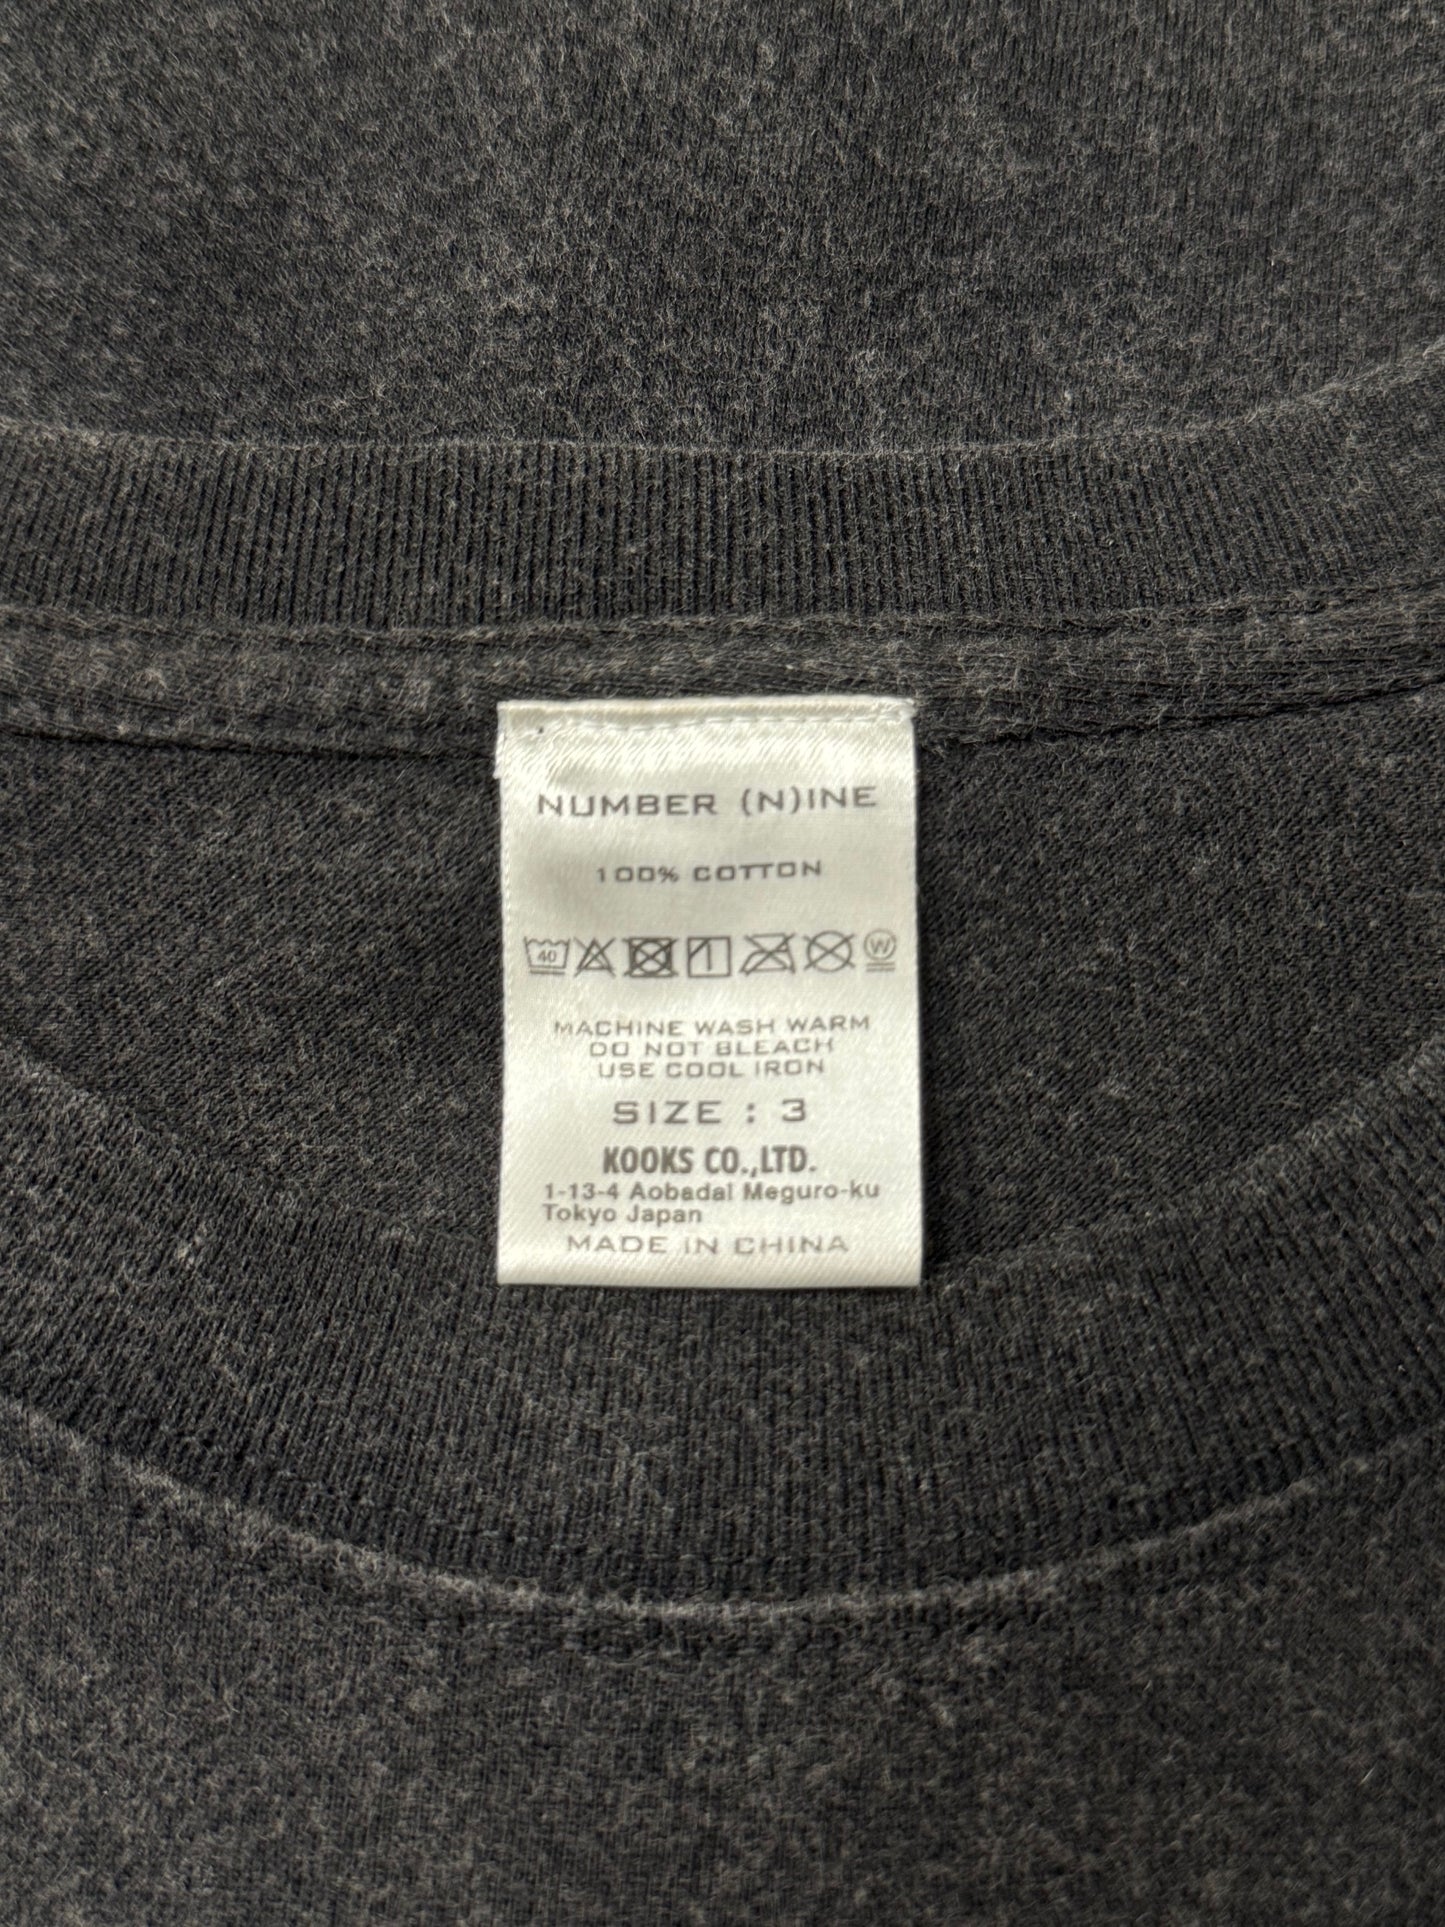 NUMBER (N)INE
100% COTTON
40 W
MACHINE WASH WARM
DO NOT BLEACH
USE COOL IRON
SIZE : 3
KOOKS CO.,LTD.
1-13-4 Aobadai Meguro-ku
Tokyo Japan
MADE IN CHINA